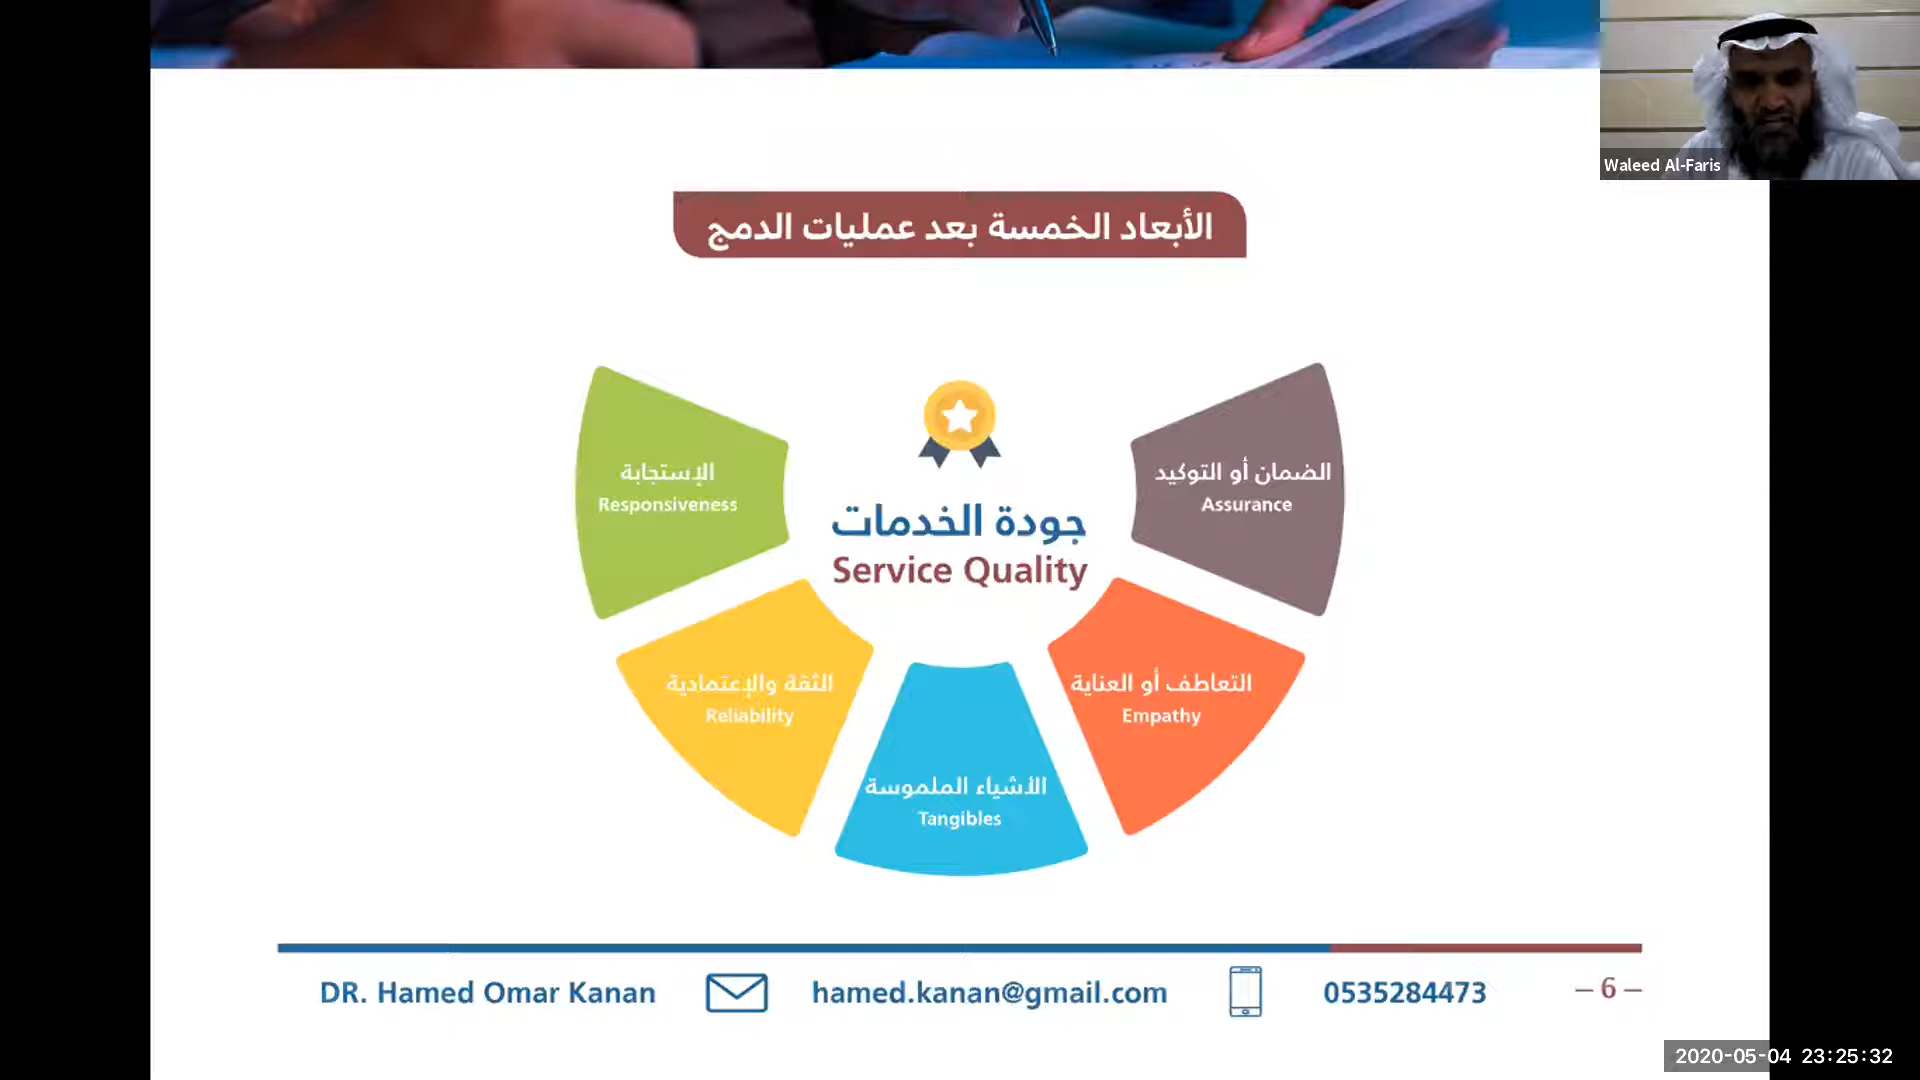 Waleed Al-Faris
الأبعاد الخمسة بعد عمليات الدمج
الإستجابة
Responsiveness
جودة الخدمات
Service Quality
الضمان أو التوكيد
Assurance
الثقة والإعتمادية
Reliability
التعاطف أو العناية
Empathy
الأشياء الملموسة
Tangibles
DR. Hamed Omar Kanan
hamed.kanan@gmail.com
0535284473
– 6 –
2020-05-04 23:25:32